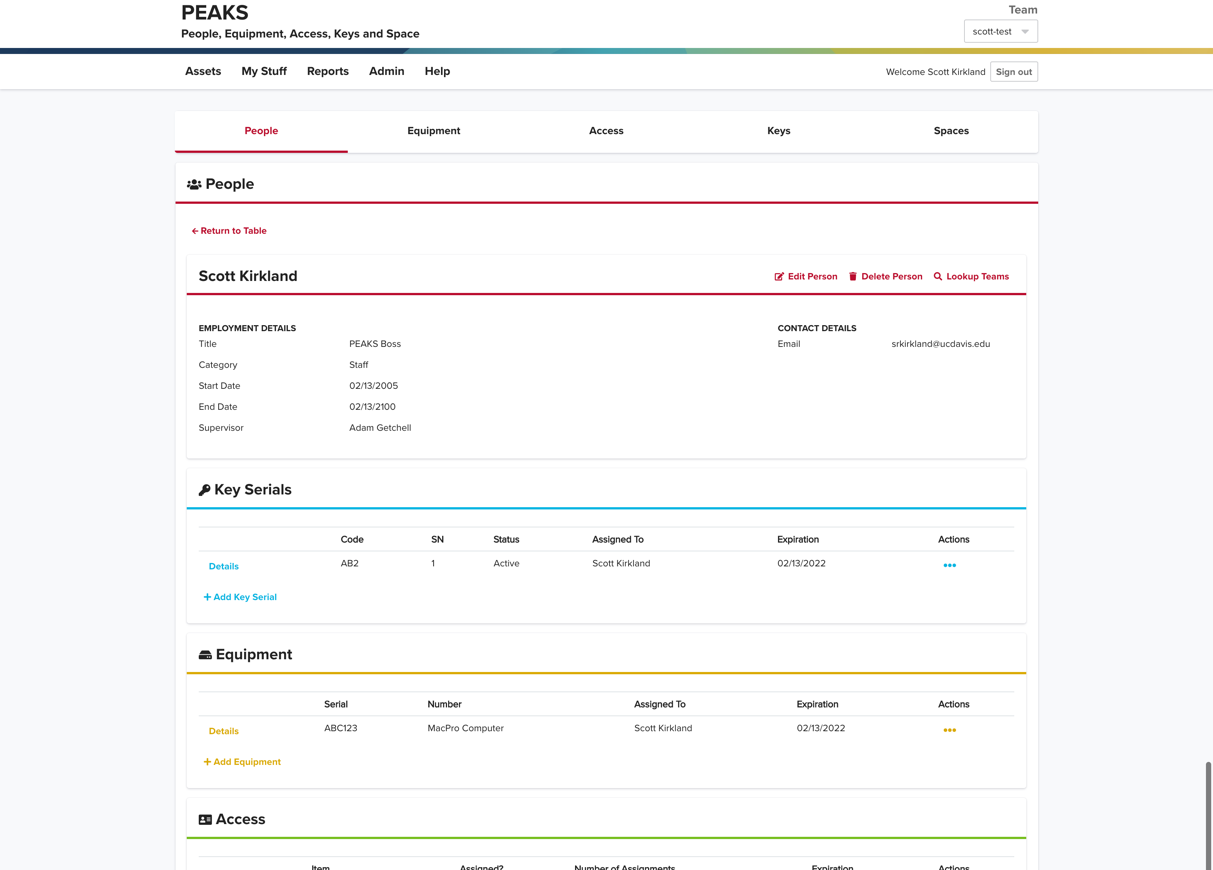 PEAKS
People, Equipment, Access, Keys and Space
Team
scott-test
Assets My Stuff Reports Admin Help
Welcome Scott Kirkland Sign out
People Equipment Access Keys Spaces
People
Return to Table
Scott Kirkland
Edit Person Delete Person Lookup Teams
EMPLOYMENT DETAILS
Title PEAKS Boss
Category Staff
Start Date 02/13/2005
End Date 02/13/2100
Supervisor Adam Getchell
CONTACT DETAILS
Email srkirkland@ucdavis.edu
Key Serials
Code SN Status Assigned To Expiration Actions
Details AB2 1 Active Scott Kirkland 02/13/2022
+ Add Key Serial
Equipment
Serial Number Assigned To Expiration Actions
Details ABC123 MacPro Computer Scott Kirkland 02/13/2022
+ Add Equipment
Access
Item Assigned? Number of Assignments Expiration Actions